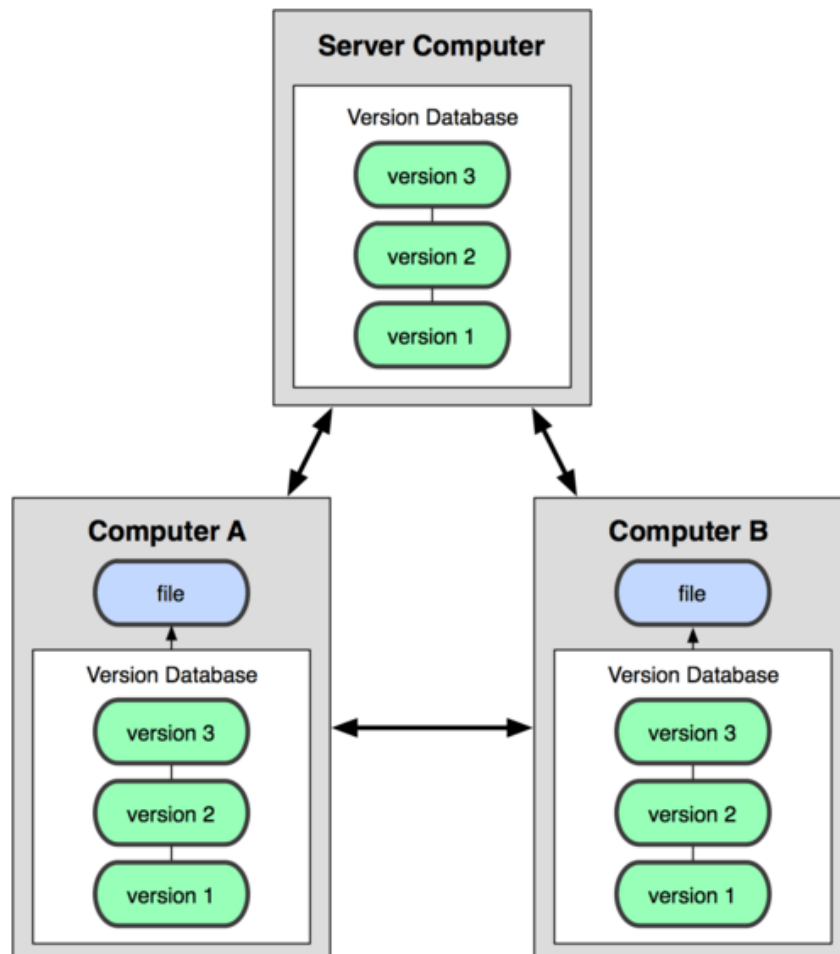 Server Computer
Version Database
version 3
version 2
version 1
Computer A
file
Version Database
version 3
version 2
version 1
Computer B
file
Version Database
version 3
version 2
version 1